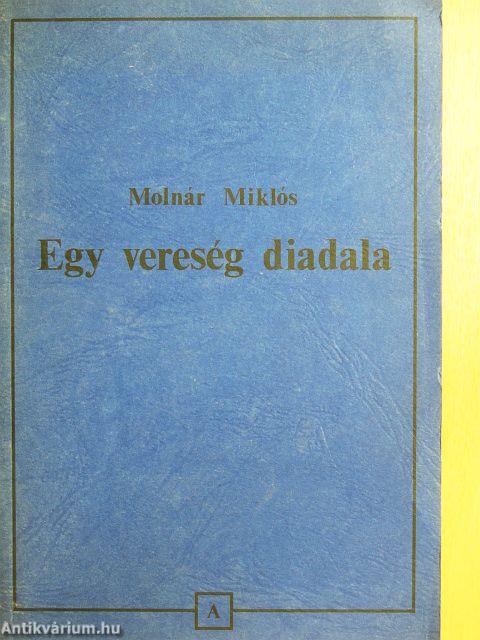 Molnár Miklós
Egy vereség diadala
A
Antikvárium.hu